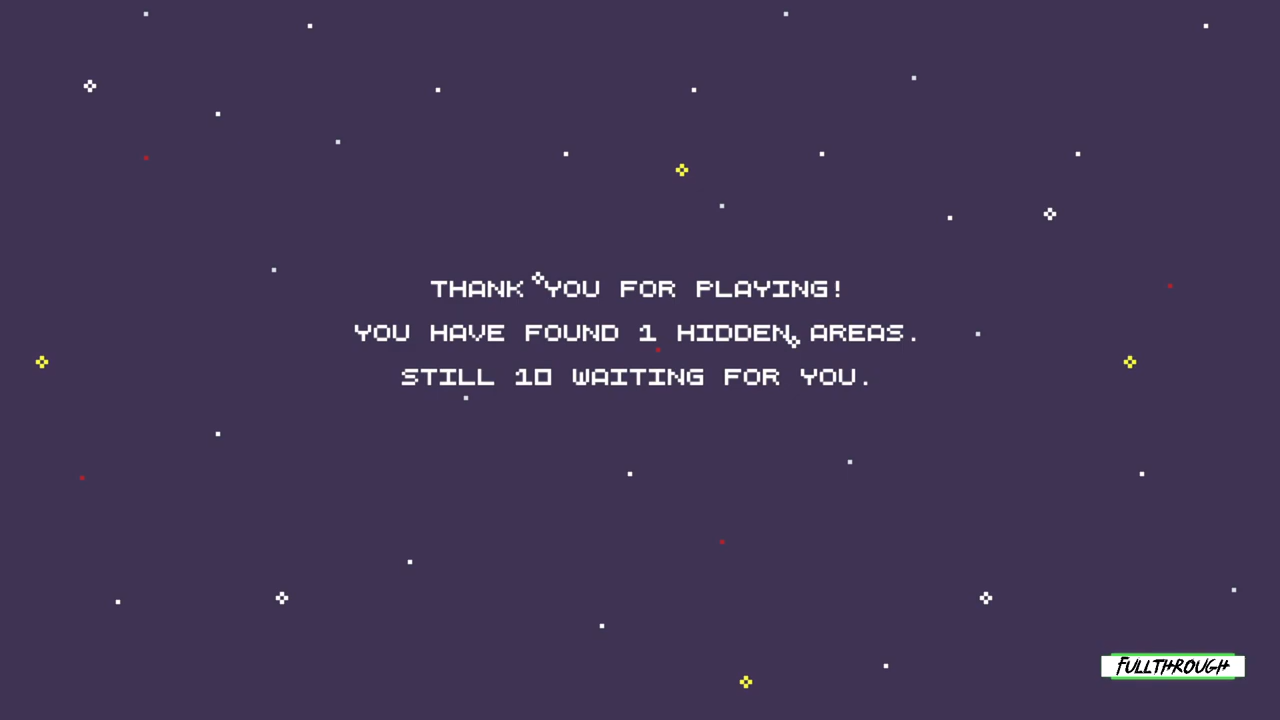 THANK YOU FOR PLAYING!
YOU HAVE FOUND 1 HIDDEN AREAS.
STILL 10 WAITING FOR YOU.
FULLTHROUGH